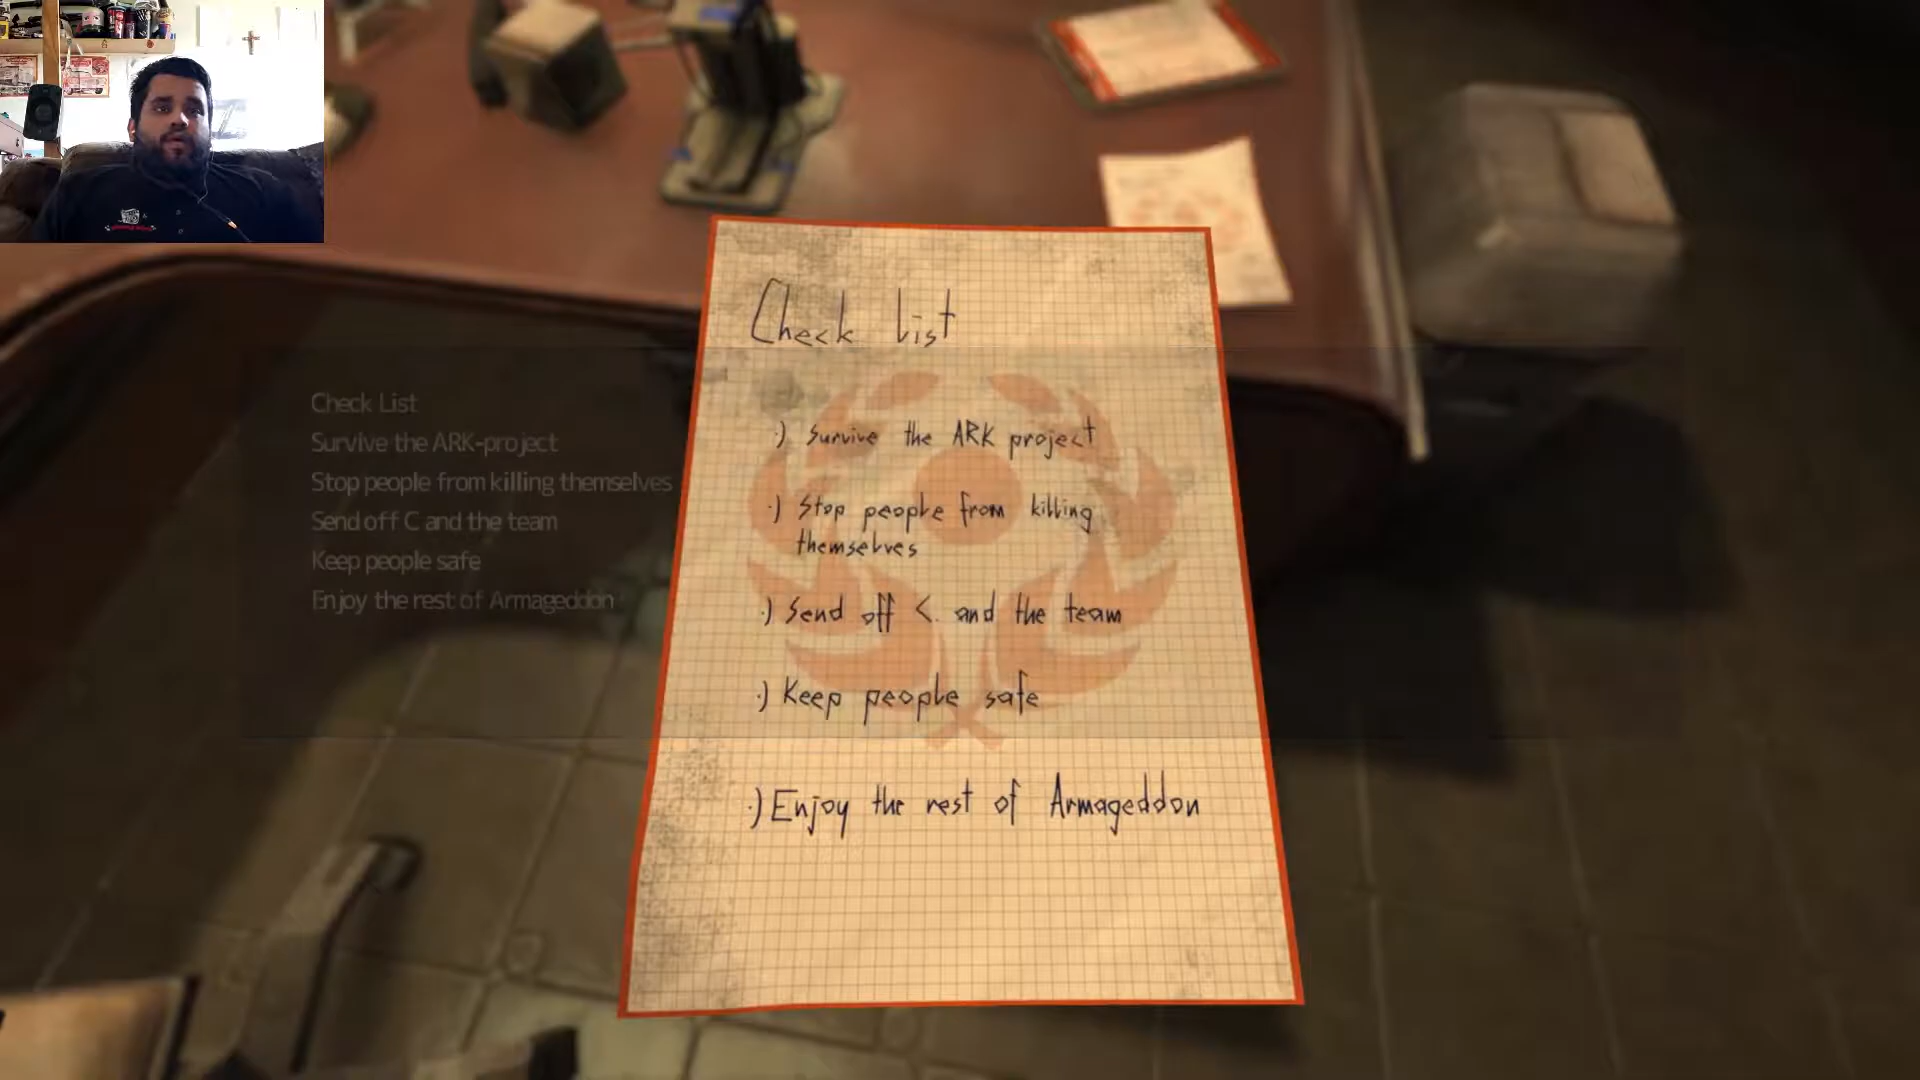 Check List
Survive the ARK-project
Stop people from killing themselves
Send off C and the team
Keep people safe
Enjoy the rest of Armageddon
Check List
·) Survive the ARK project
·) Stop people from killing
themselves
·) Send off C. and the team
·) Keep people safe
·) Enjoy the rest of Armageddon